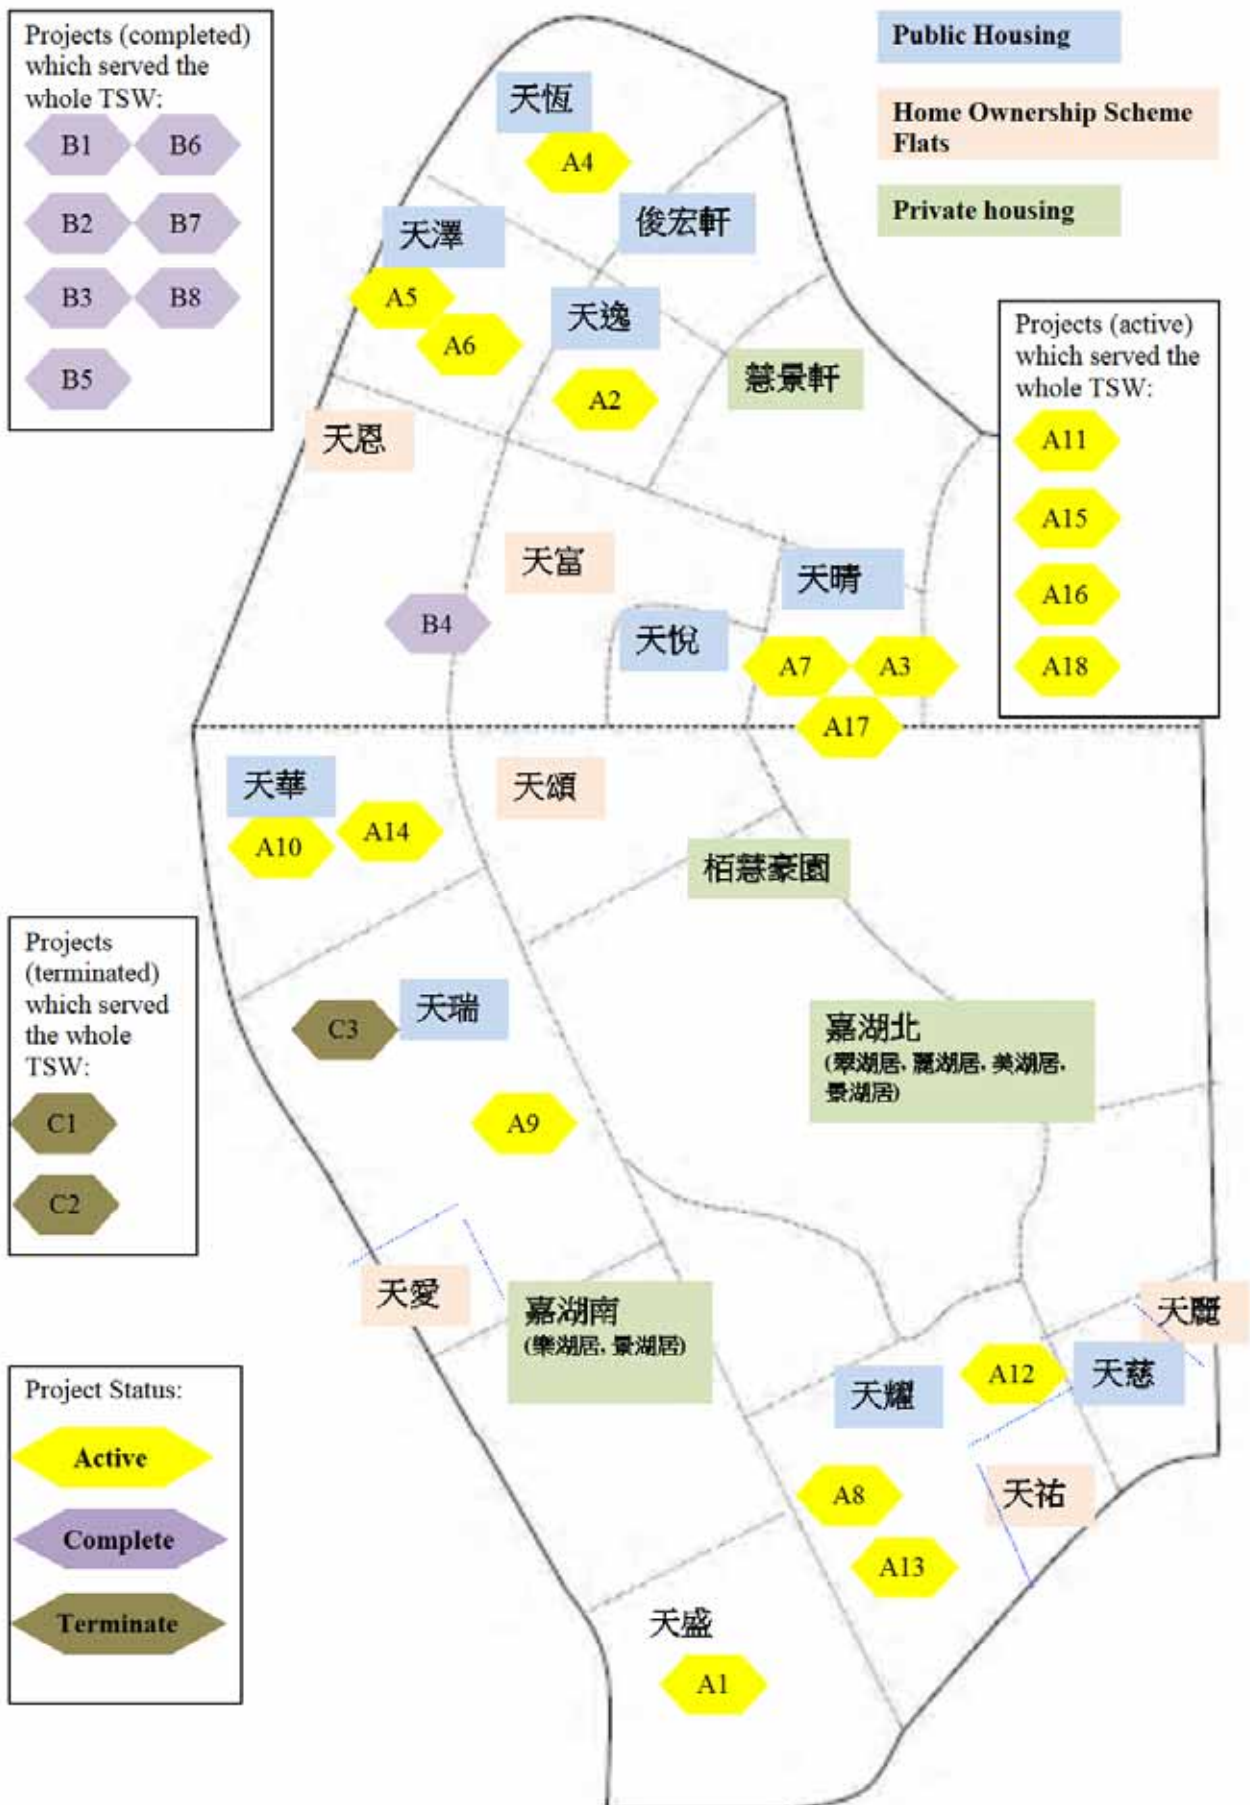 Projects (completed)
which served the
whole TSW:
B1
B6
B2
B7
B3
B8
B5
Public Housing
Home Ownership Scheme
Flats
Private housing
天恆
A4
俊宏軒
天澤
A5
A6
天逸
A2
慧景軒
Projects (active)
which served the
whole TSW:
A11
A15
A16
A18
天恩
天富
天晴
B4
天悅
A7
A3
A17
天華
A10
A14
天頌
栢慧豪園
Projects
(terminated)
which served
the whole
TSW:
C1
C2
C3
天瑞
A9
嘉湖北
(翠湖居, 麗湖居, 美湖居,
景湖居)
天愛
嘉湖南
(樂湖居, 景湖居)
天麗
A12
天慈
天耀
天祐
A8
A13
天盛
A1
Project Status:
Active
Complete
Terminate